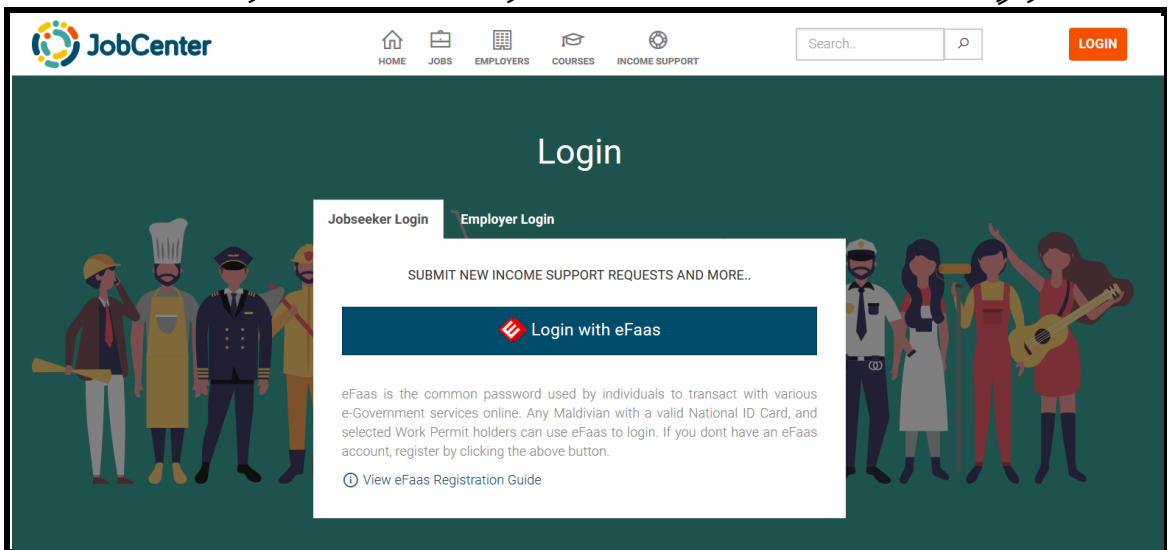 JobCenter
HOME JOBS EMPLOYERS COURSES INCOME SUPPORT
Search..
LOGIN
Login
Jobseeker Login Employer Login
SUBMIT NEW INCOME SUPPORT REQUESTS AND MORE..
Login with eFaas
eFaas is the common password used by individuals to transact with various
e-Government services online. Any Maldivian with a valid National ID Card, and
selected Work Permit holders can use eFaas to login. If you dont have an eFaas
account, register by clicking the above button.
View eFaas Registration Guide